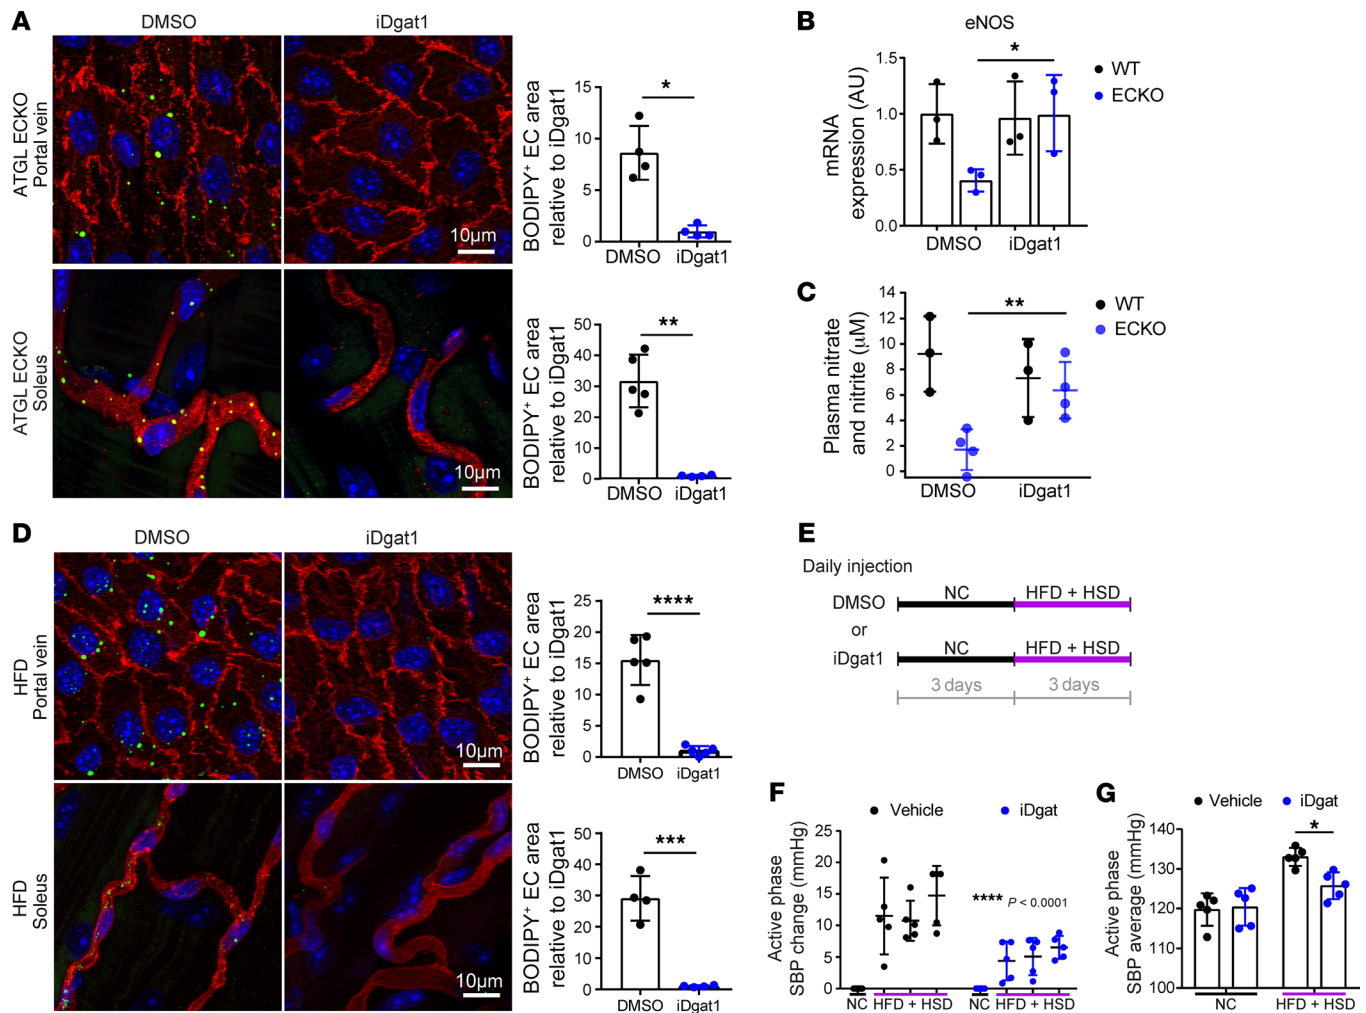 A
DMSO
iDgat1
ATGL ECKO
Portal vein
10µm
BODIPY⁺ EC area
relative to iDgat1
15
10
5
0
*
DMSO
iDgat1
ATGL ECKO
Soleus
10µm
BODIPY⁺ EC area
relative to iDgat1
50
40
30
20
10
0
**
DMSO
iDgat1
B
eNOS
mRNA
expression (AU)
1.5
1.0
0.5
0.0
*
WT
ECKO
DMSO
iDgat1
C
Plasma nitrate
and nitrite (µM)
14
12
10
8
6
4
2
0
**
WT
ECKO
DMSO
iDgat1
D
DMSO
iDgat1
HFD
Portal vein
10µm
BODIPY⁺ EC area
relative to iDgat1
25
20
15
10
5
0
****
DMSO
iDgat1
HFD
Soleus
10µm
BODIPY⁺ EC area
relative to iDgat1
50
40
30
20
10
0
***
DMSO
iDgat1
E
Daily injection
DMSO
NC
HFD + HSD
or
iDgat1
NC
HFD + HSD
3 days
3 days
F
Vehicle
iDgat
Active phase
SBP change (mmHg)
25
20
15
10
5
0
**** P < 0.0001
NC
HFD + HSD
NC
HFD + HSD
G
Vehicle
iDgat
Active phase
SBP average (mmHg)
140
130
120
110
100
*
NC
HFD + HSD